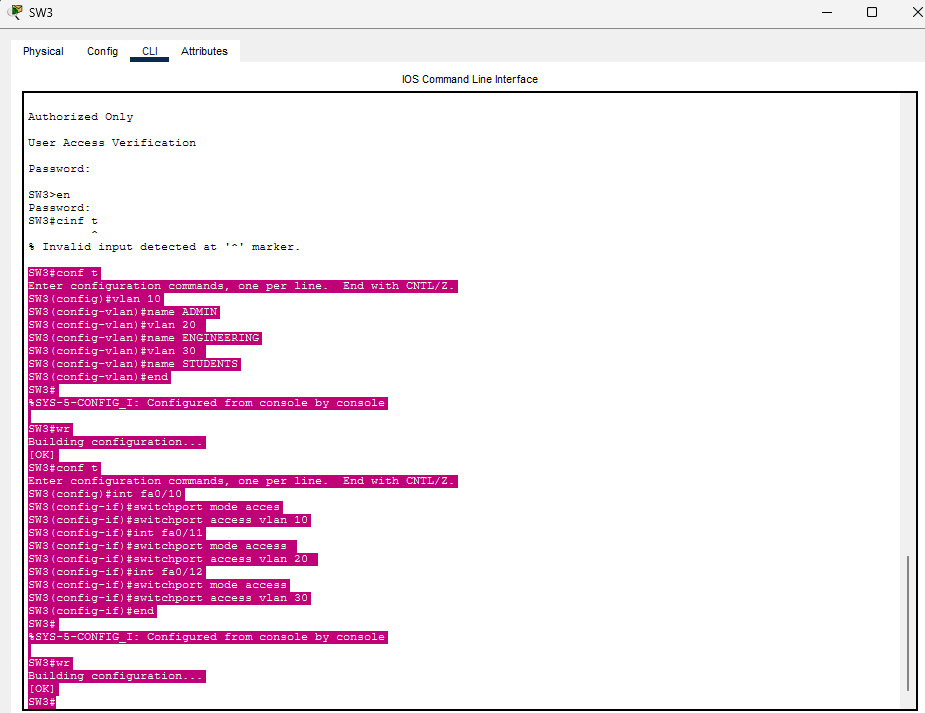 SW3
Physical Config CLI Attributes
IOS Command Line Interface
Authorized Only
User Access Verification
Password:
SW3>en
Password:
SW3#cinf t
^
% Invalid input detected at '^' marker.
SW3#conf t
Enter configuration commands, one per line. End with CNTL/Z.
SW3(config)#vlan 10
SW3(config-vlan)#name ADMIN
SW3(config-vlan)#vlan 20
SW3(config-vlan)#name ENGINEERING
SW3(config-vlan)#vlan 30
SW3(config-vlan)#name STUDENTS
SW3(config-vlan)#end
SW3#
%SYS-5-CONFIG_I: Configured from console by console
SW3#wr
Building configuration...
[OK]
SW3#conf t
Enter configuration commands, one per line. End with CNTL/Z.
SW3(config)#int fa0/10
SW3(config-if)#switchport mode acces
SW3(config-if)#switchport access vlan 10
SW3(config-if)#int fa0/11
SW3(config-if)#switchport mode access
SW3(config-if)#switchport access vlan 20
SW3(config-if)#int fa0/12
SW3(config-if)#switchport mode access
SW3(config-if)#switchport access vlan 30
SW3(config-if)#end
SW3#
%SYS-5-CONFIG_I: Configured from console by console
SW3#wr
Building configuration...
[OK]
SW3#